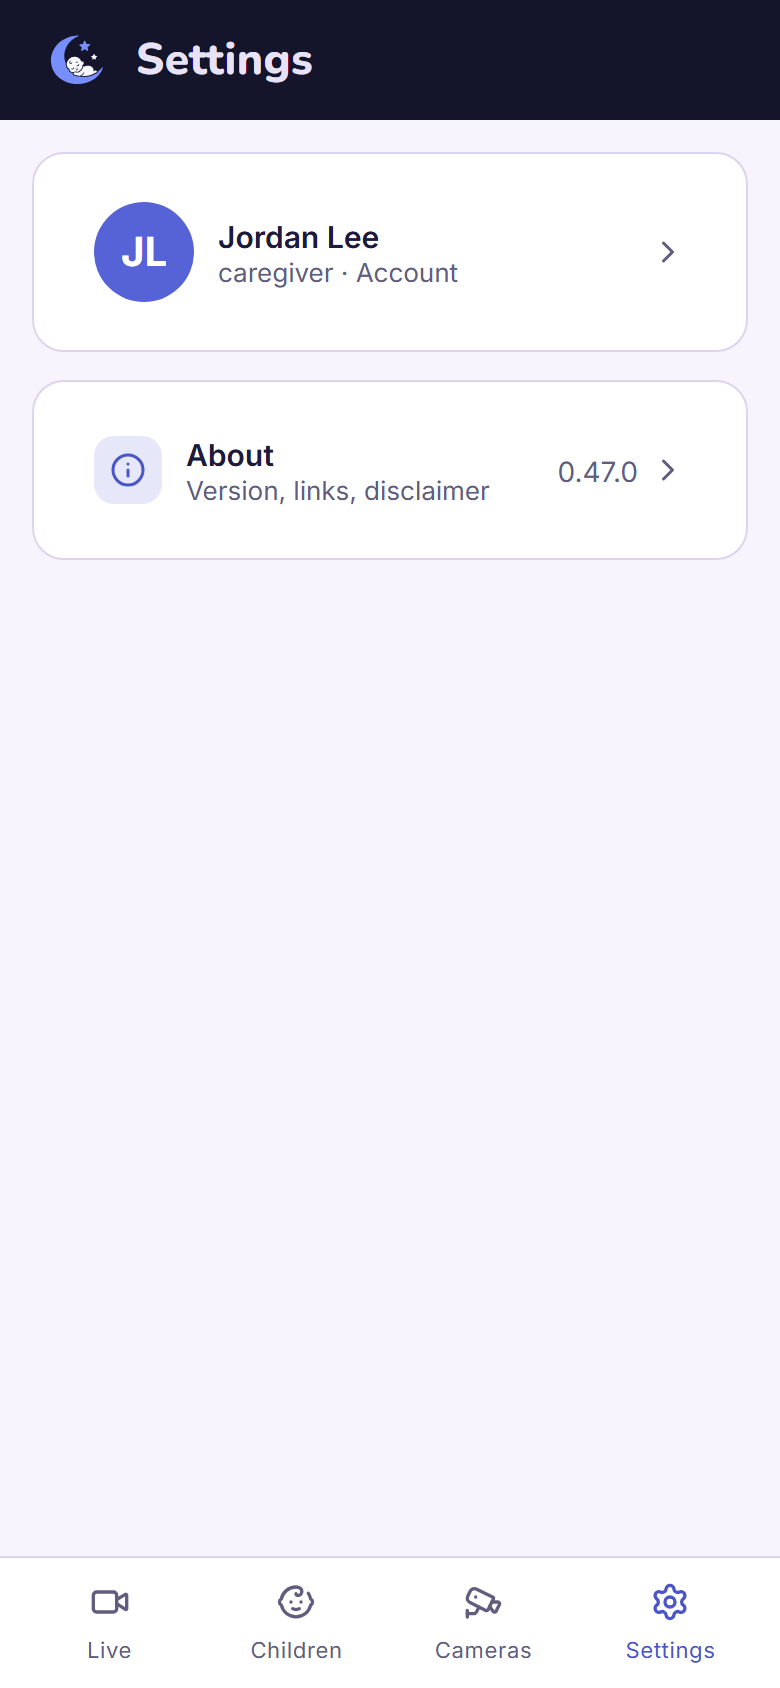 Settings
JL
Jordan Lee
caregiver · Account
About
Version, links, disclaimer
0.47.0
Live
Children
Cameras
Settings